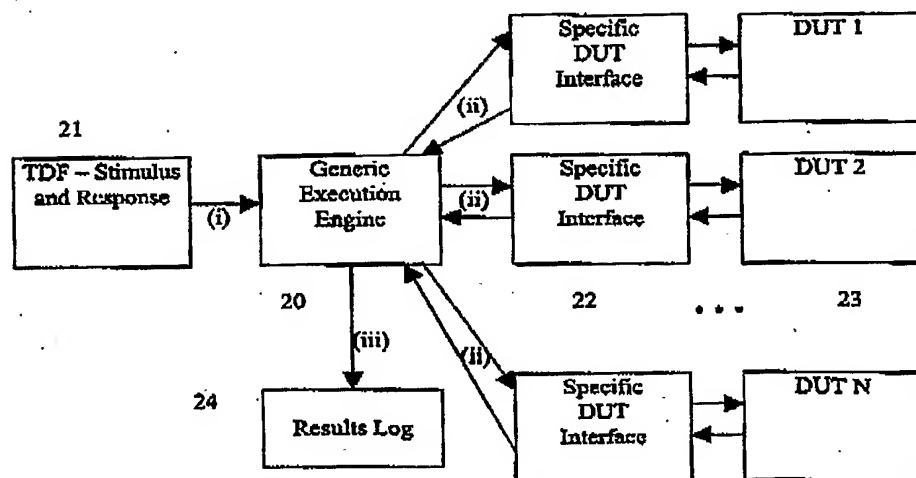 Specific
DUT
Interface
DUT 1
(ii)
21
TDF – Stimulus
and Response
(i)
Generic
Execution
Engine
(ii)
Specific
DUT
Interface
DUT 2
20
22
...
23
(iii)
(ii)
24
Results Log
Specific
DUT
Interface
DUT N